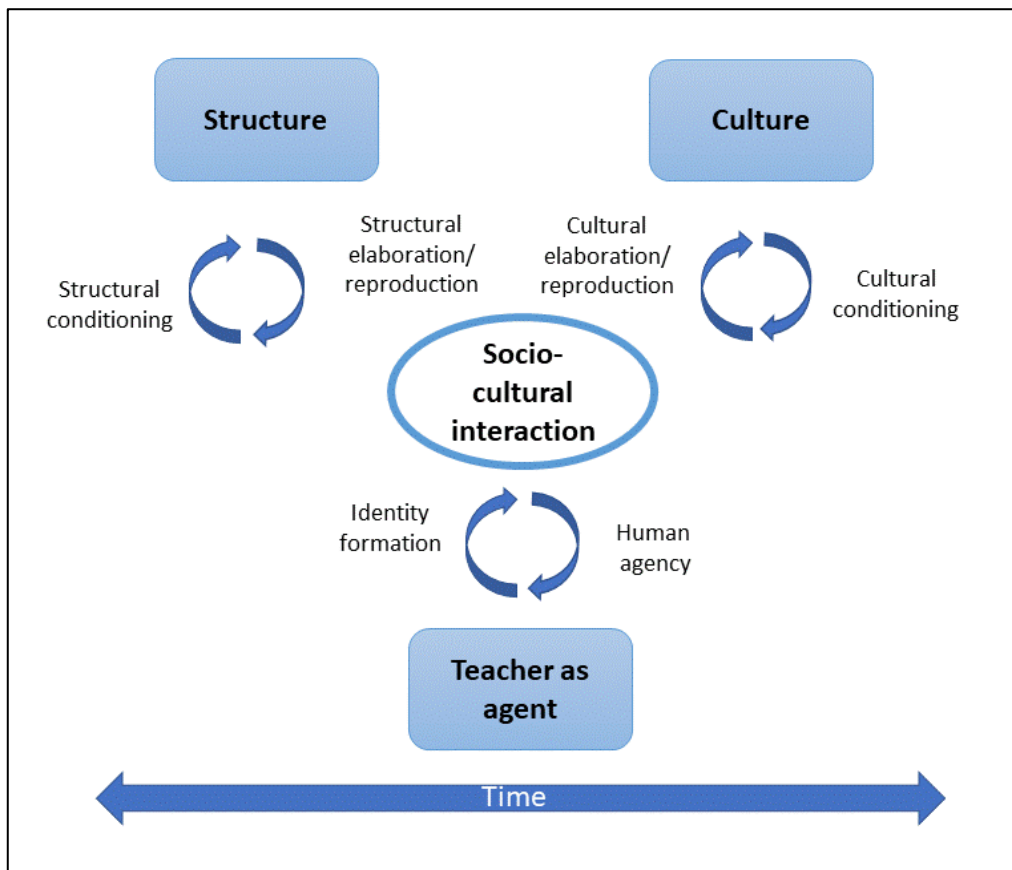 Structure
Culture
Structural
elaboration/
reproduction
Cultural
elaboration/
reproduction
Structural
conditioning
Cultural
conditioning
Socio-
cultural
interaction
Identity
formation
Human
agency
Teacher as
agent
Time